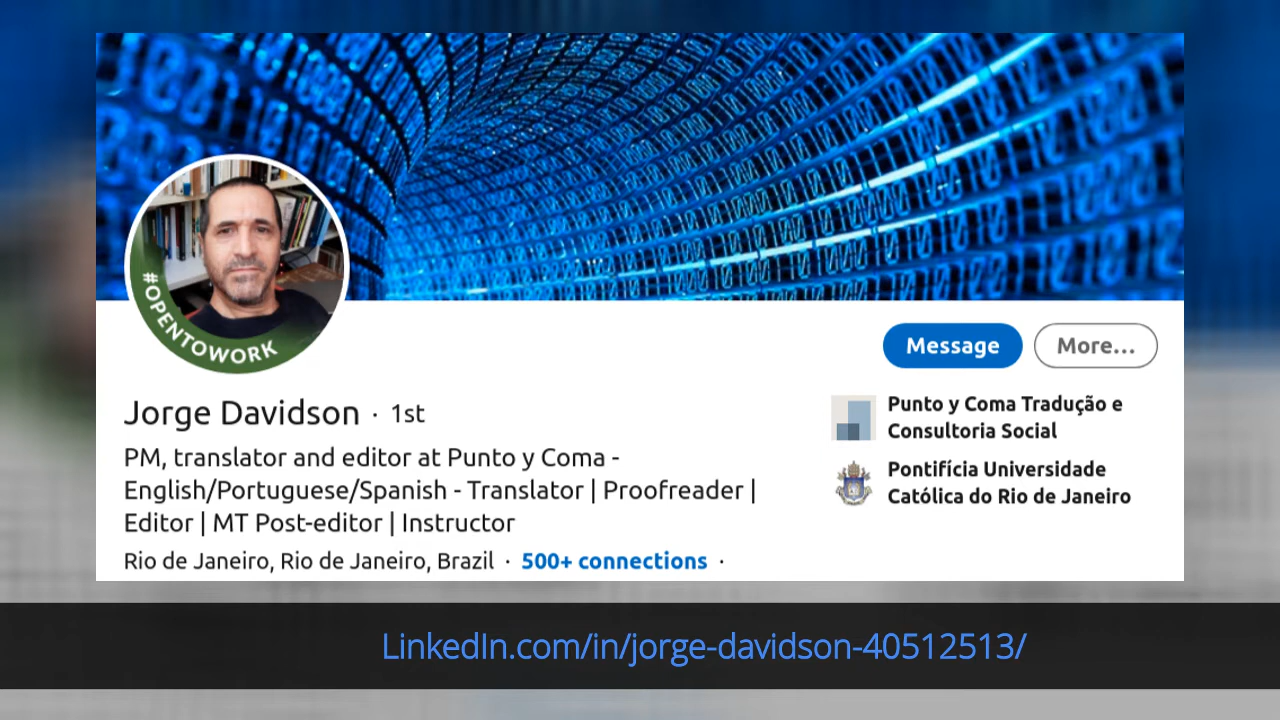 #OPENTOWORK
Message
More...
Jorge Davidson · 1st
PM, translator and editor at Punto y Coma -
English/Portuguese/Spanish - Translator | Proofreader |
Editor | MT Post-editor | Instructor
Rio de Janeiro, Rio de Janeiro, Brazil · 500+ connections ·
Punto y Coma Tradução e
Consultoria Social
Pontifícia Universidade
Católica do Rio de Janeiro
LinkedIn.com/in/jorge-davidson-40512513/